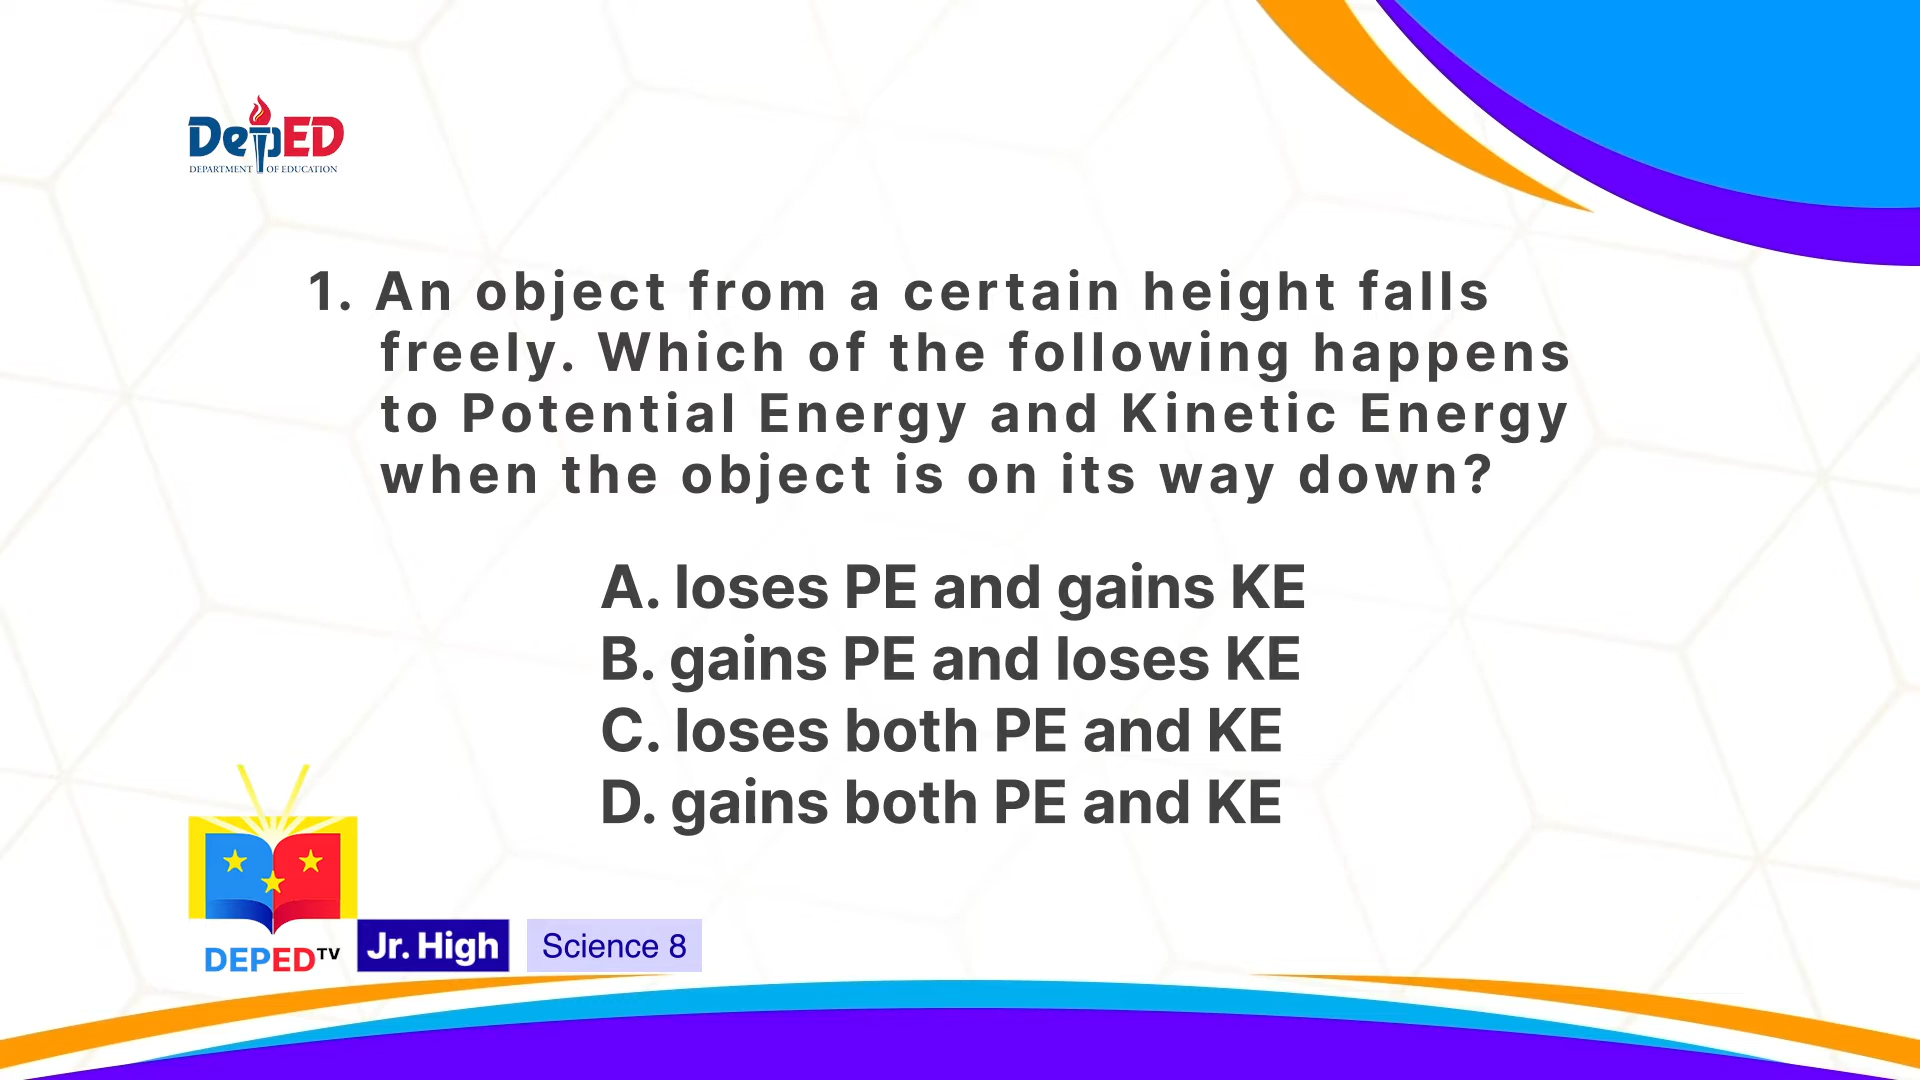 DepED
DEPARTMENT OF EDUCATION
1. An object from a certain height falls
freely. Which of the following happens
to Potential Energy and Kinetic Energy
when the object is on its way down?
A. loses PE and gains KE
B. gains PE and loses KE
C. loses both PE and KE
D. gains both PE and KE
DEPED TV
Jr. High
Science 8